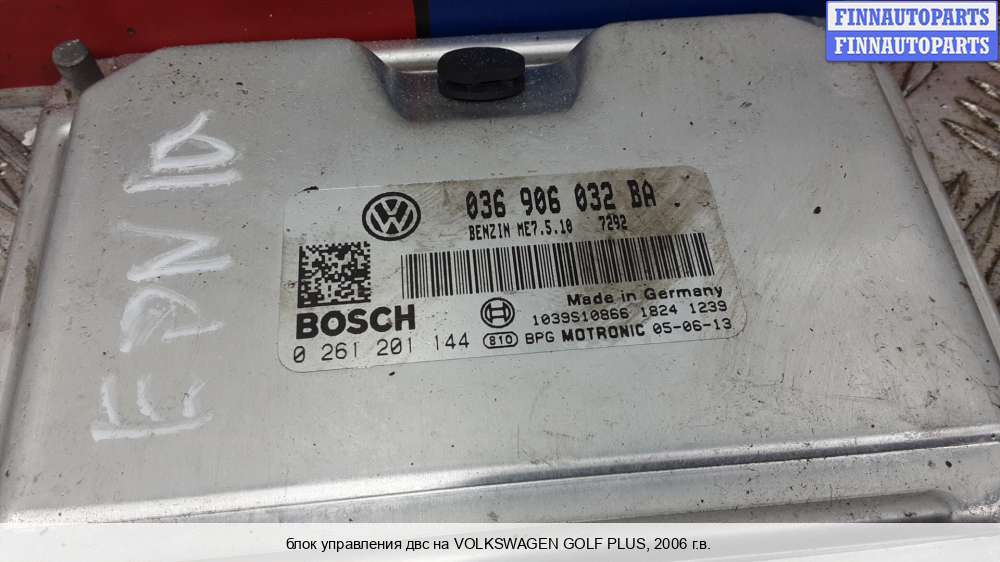 FINNAUTOPARTS
FINNAUTOPARTS
036 906 032 BA
BENZIN ME7.5.10 7292
Made in Germany
BOSCH
1039S10866 1824 1239
0 261 201 144 810 BPG MOTRONIC 05-06-13
блок управления двс на VOLKSWAGEN GOLF PLUS, 2006 г.в.